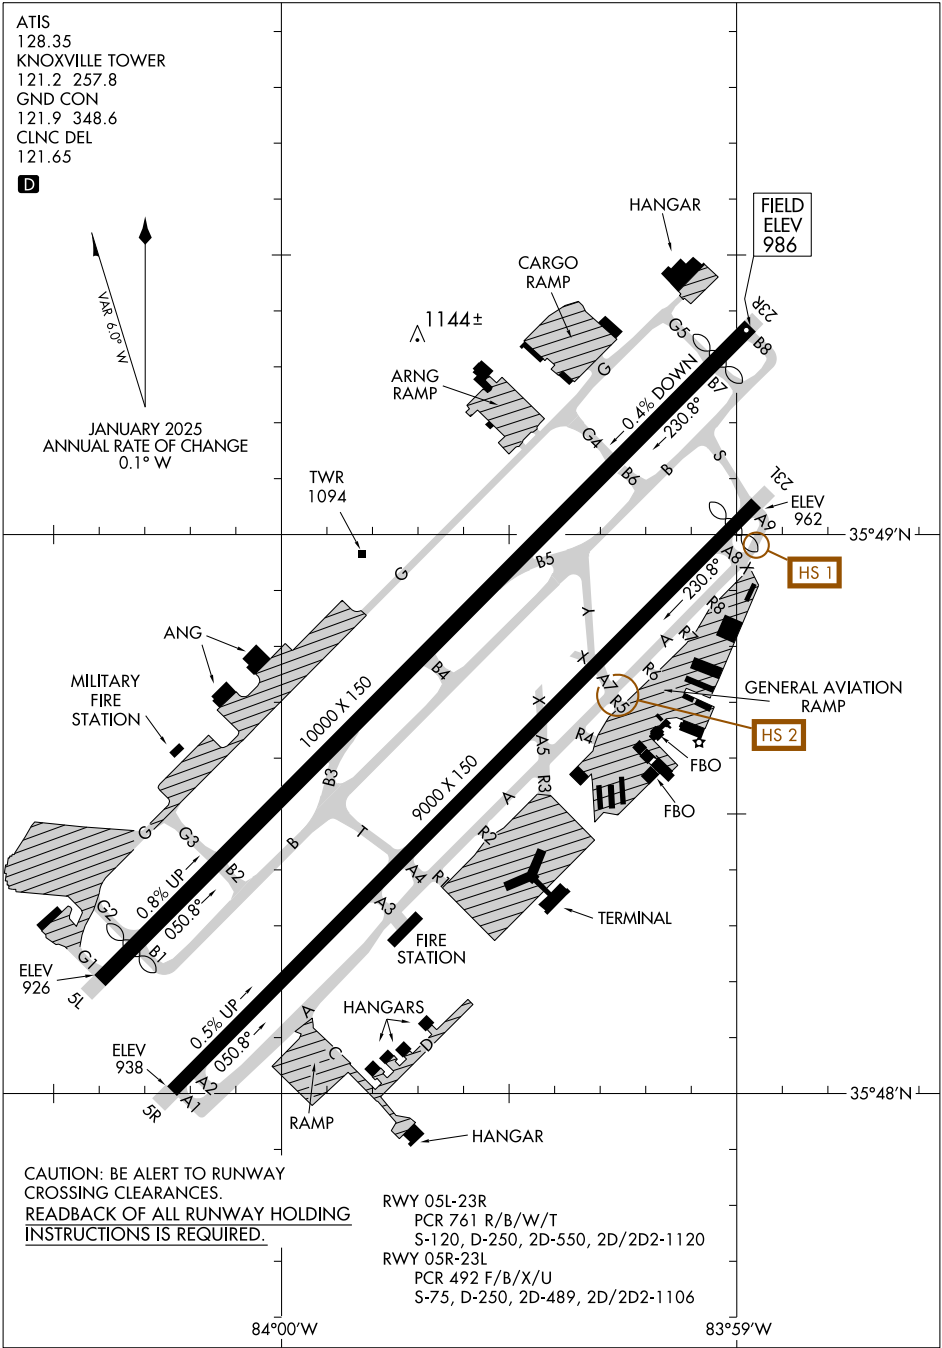 ATIS
128.35
KNOXVILLE TOWER
121.2 257.8
GND CON
121.9 348.6
CLNC DEL
121.65
D
VAR 6.0° W
JANUARY 2025
ANNUAL RATE OF CHANGE
0.1° W
HANGAR
FIELD
ELEV
986
CARGO
RAMP
1144±
ARNG
RAMP
TWR
1094
23R
B8
G5
B7
G
0.4% DOWN
230.8°
G4
B6
B
S
23L
ELEV
962
A9
35°49'N
HS 1
A8
X
B5
G
230.8°
Y
R8
A
R7
ANG
MILITARY
FIRE
STATION
X
B4
R6
A7
R5
GENERAL AVIATION
RAMP
HS 2
10000 X 150
X
R4
A5
FBO
FBO
B3
9000 X 150
R3
A
G
G3
B
T
R2
B2
A4
R1
0.8% UP
050.8°
G2
A3
TERMINAL
FIRE
STATION
B1
G1
ELEV
926
5L
HANGARS
A
0.5% UP
050.8°
C
D
ELEV
938
A2
A1
5R
35°48'N
RAMP
HANGAR
CAUTION: BE ALERT TO RUNWAY
CROSSING CLEARANCES.
READBACK OF ALL RUNWAY HOLDING
INSTRUCTIONS IS REQUIRED.
RWY 05L-23R
PCR 761 R/B/W/T
S-120, D-250, 2D-550, 2D/2D2-1120
RWY 05R-23L
PCR 492 F/B/X/U
S-75, D-250, 2D-489, 2D/2D2-1106
84°00'W
83°59'W